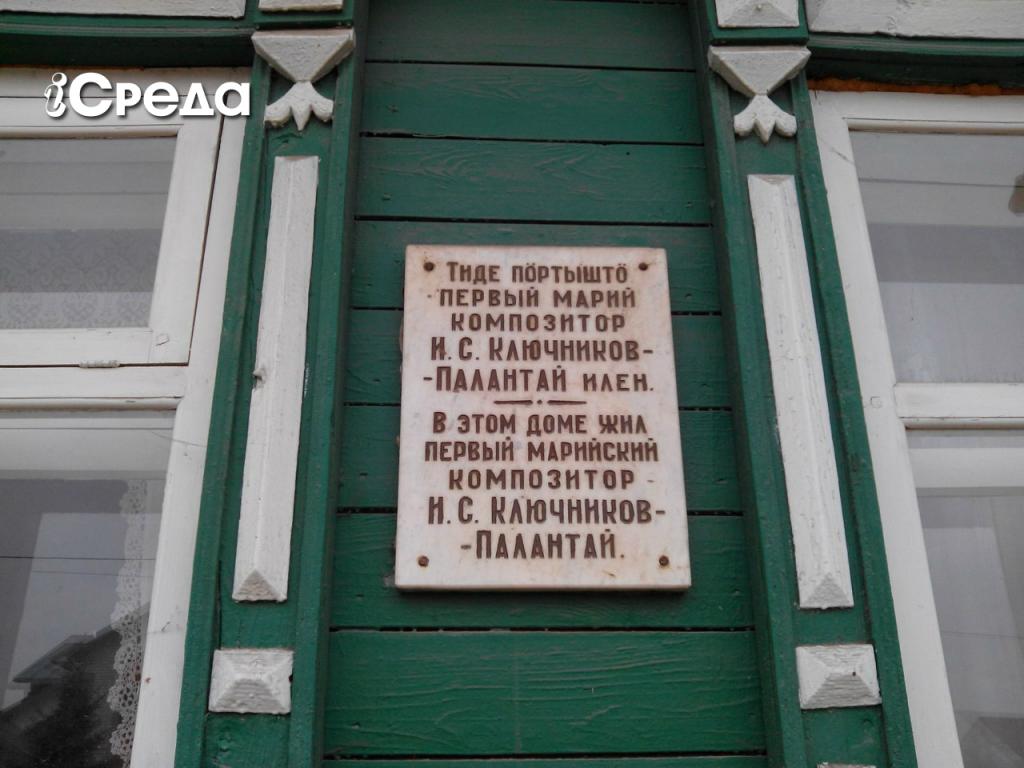 iСреда
Тиде пӧртыштӧ
первый марий
композитор
И. С. Ключников-
-Палантай илен.
В этом доме жил
первый марийский
композитор
И. С. Ключников-
-Палантай.